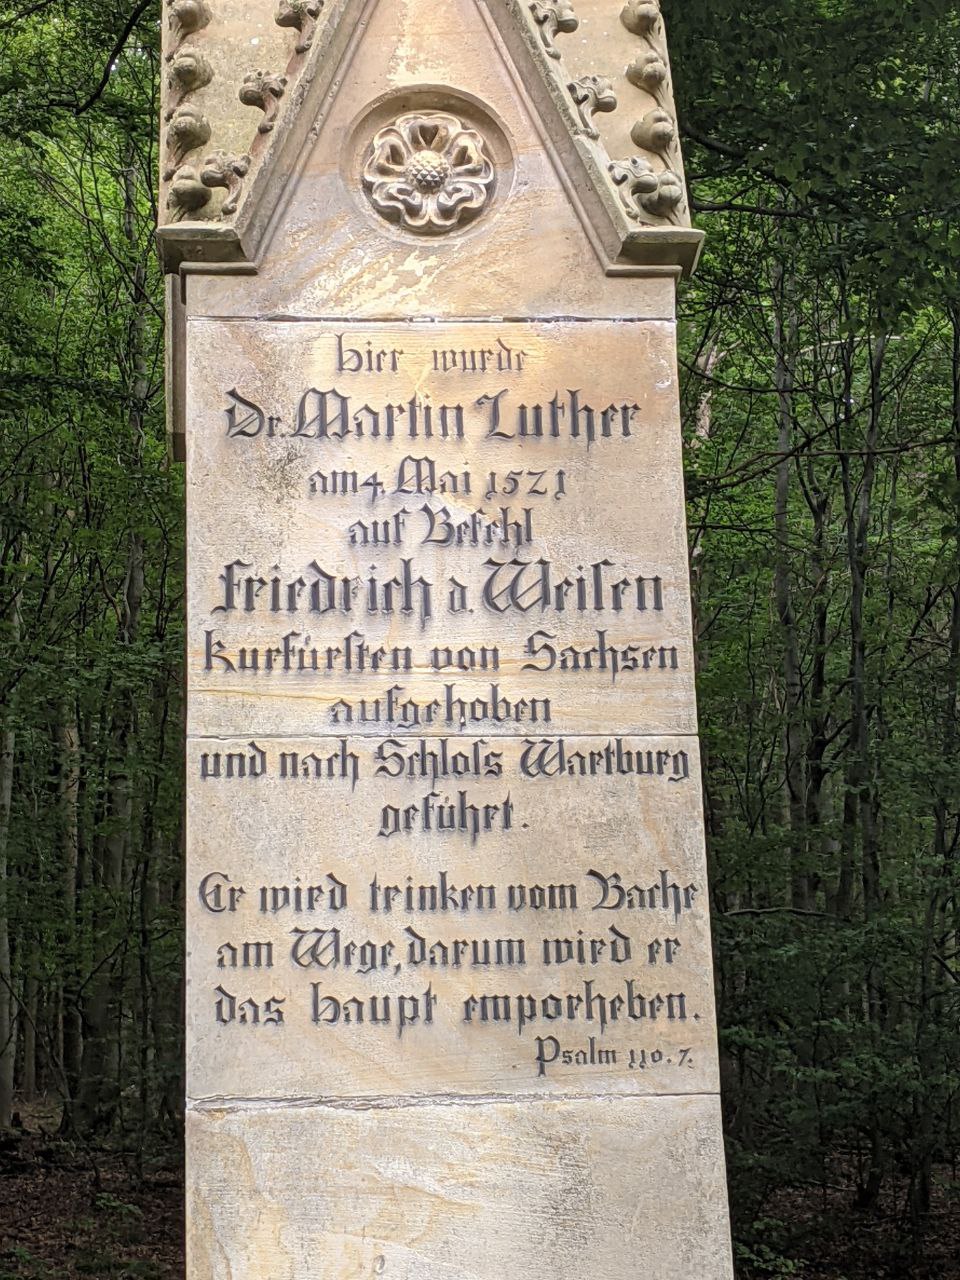 hier wurde
Dr. Martin Luther
am 4. Mai 1521
auf Befehl
Friedrich d. Weisen
kurfürsten von Sachsen
aufgehoben
und nach Schloss Wartburg
geführt.
Er wird trinken vom Bache
am Wege, darum wird er
das haupt emporheben.
Psalm 110. 7.